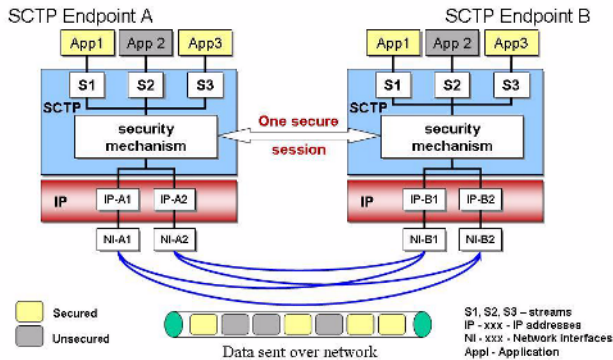 SCTP Endpoint A
SCTP Endpoint B
App1 App 2 App3
App1 App 2 App3
S1 S2 S3
S1 S2 S3
SCTP
SCTP
security mechanism
One secure session
security mechanism
IP
IP-A1 IP-A2
IP
IP-B1 IP-B2
NI-A1 NI-A2
NI-B1 NI-B2
Secured
Unsecured
Data sent over network
S1, S2, S3 – streams
IP - xxx - IP addresses
NI - xxx - Network Interfaces
App - Application